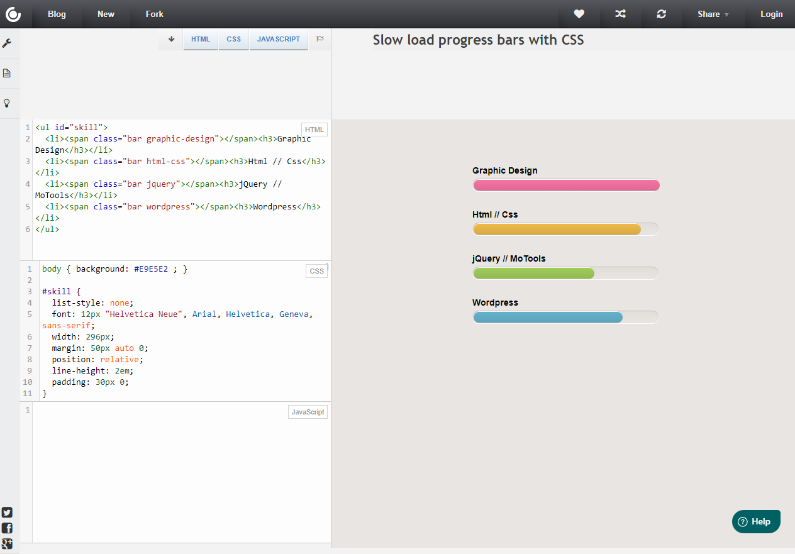 Blog New Fork Share Login
HTML CSS JAVASCRIPT
Slow load progress bars with CSS
HTML
1 <ul id="skill">
2 <li><span class="bar graphic-design"></span><h3>Graphic
Design</h3></li>
3 <li><span class="bar html-css"></span><h3>Html // Css</h3>
</li>
4 <li><span class="bar jquery"></span><h3>jQuery //
MoTools</h3></li>
5 <li><span class="bar wordpress"></span><h3>Wordpress</h3>
</li>
6 </ul>
CSS
1 body { background: #E9E5E2 ; }
2
3 #skill {
4 list-style: none;
5 font: 12px "Helvetica Neue", Arial, Helvetica, Geneva,
sans-serif;
6 width: 296px;
7 margin: 50px auto 0;
8 position: relative;
9 line-height: 2em;
10 padding: 30px 0;
11 }
1
JavaScript
Graphic Design
Html // Css
jQuery // MoTools
Wordpress
Help